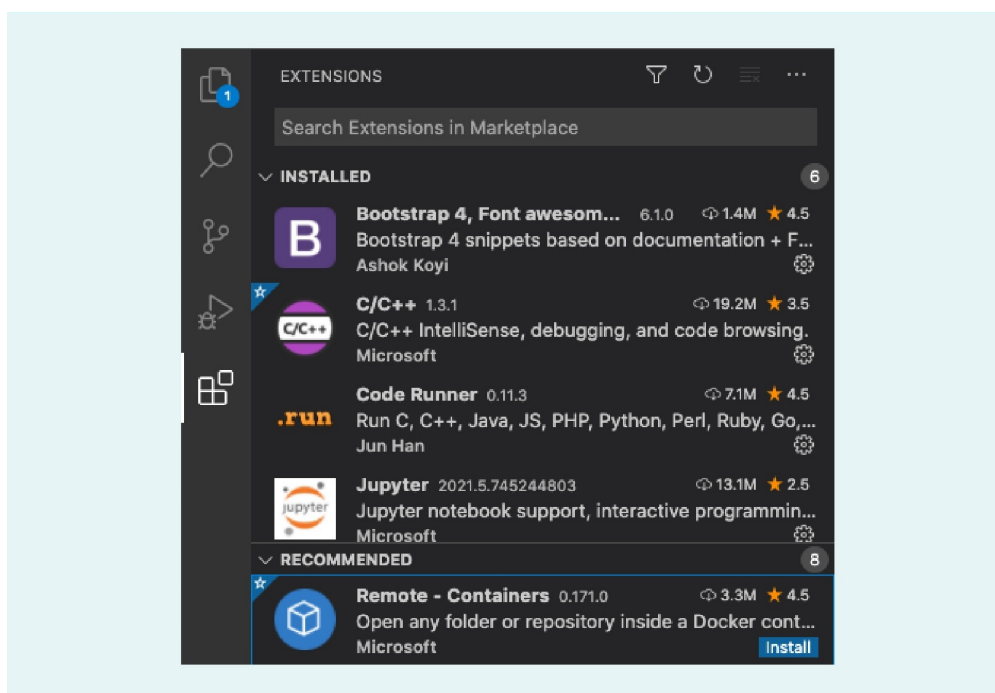 EXTENSIONS
1
Search Extensions in Marketplace
INSTALLED 6
Bootstrap 4, Font awesom... 6.1.0 1.4M 4.5
B
Bootstrap 4 snippets based on documentation + F...
Ashok Koyi
C/C++ 1.3.1 19.2M 3.5
C/C++
C/C++ IntelliSense, debugging, and code browsing.
Microsoft
Code Runner 0.11.3 7.1M 4.5
.run
Run C, C++, Java, JS, PHP, Python, Perl, Ruby, Go,...
Jun Han
Jupyter 2021.5.745244803 13.1M 2.5
jupyter
Jupyter notebook support, interactive programmin...
Microsoft
RECOMMENDED 8
Remote - Containers 0.171.0 3.3M 4.5
Open any folder or repository inside a Docker cont...
Microsoft Install